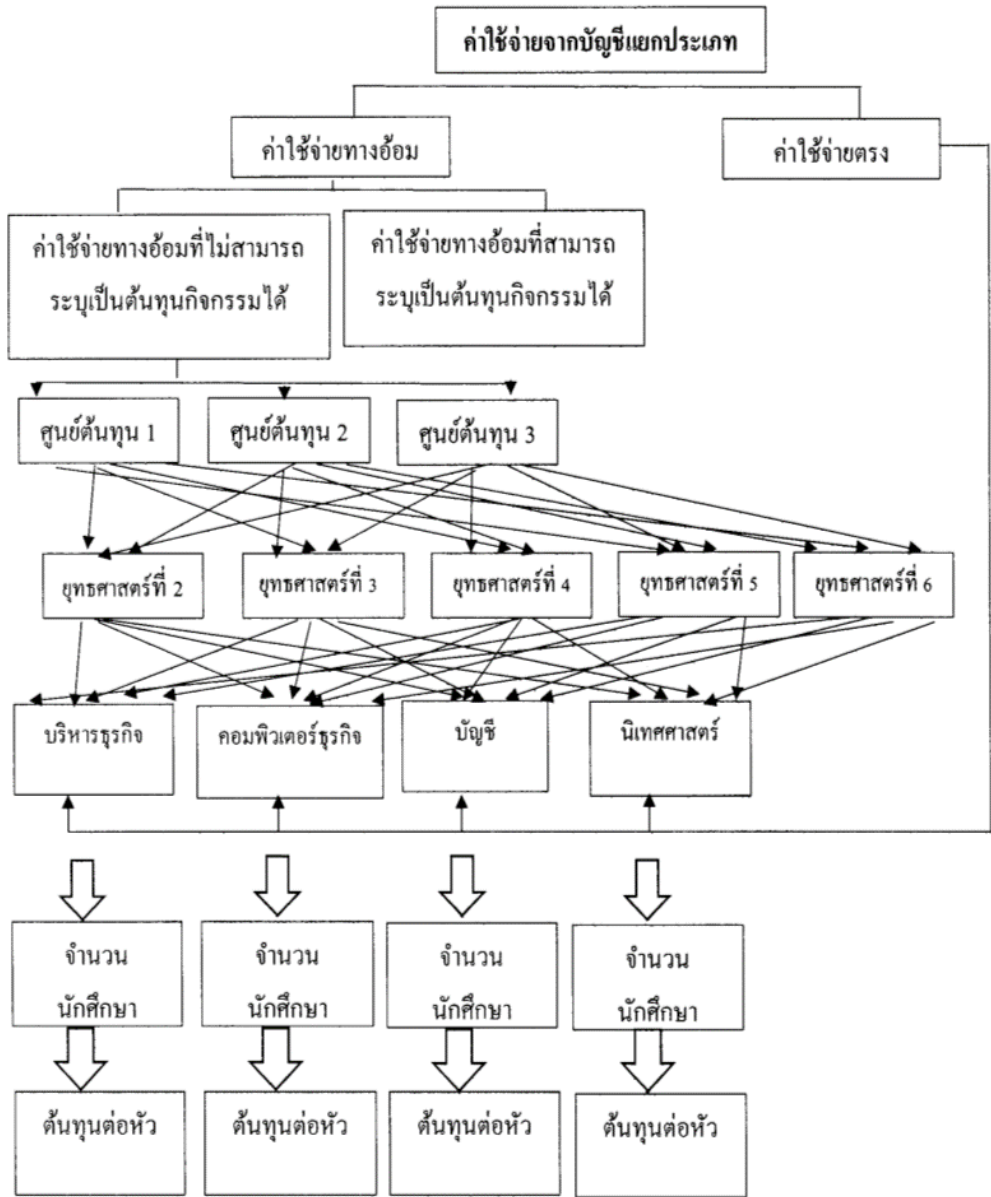 ค่าใช้จ่ายจากบัญชีแยกประเภท
ค่าใช้จ่ายทางอ้อม
ค่าใช้จ่ายตรง
ค่าใช้จ่ายทางอ้อมที่ไม่สามารถ
ระบุเป็นต้นทุนกิจกรรมได้
ค่าใช้จ่ายทางอ้อมที่สามารถ
ระบุเป็นต้นทุนกิจกรรมได้
ศูนย์ต้นทุน 1
ศูนย์ต้นทุน 2
ศูนย์ต้นทุน 3
ยุทธศาสตร์ที่ 2
ยุทธศาสตร์ที่ 3
ยุทธศาสตร์ที่ 4
ยุทธศาสตร์ที่ 5
ยุทธศาสตร์ที่ 6
บริหารธุรกิจ
คอมพิวเตอร์ธุรกิจ
บัญชี
นิเทศศาสตร์
จำนวน
นักศึกษา
จำนวน
นักศึกษา
จำนวน
นักศึกษา
จำนวน
นักศึกษา
ต้นทุนต่อหัว
ต้นทุนต่อหัว
ต้นทุนต่อหัว
ต้นทุนต่อหัว